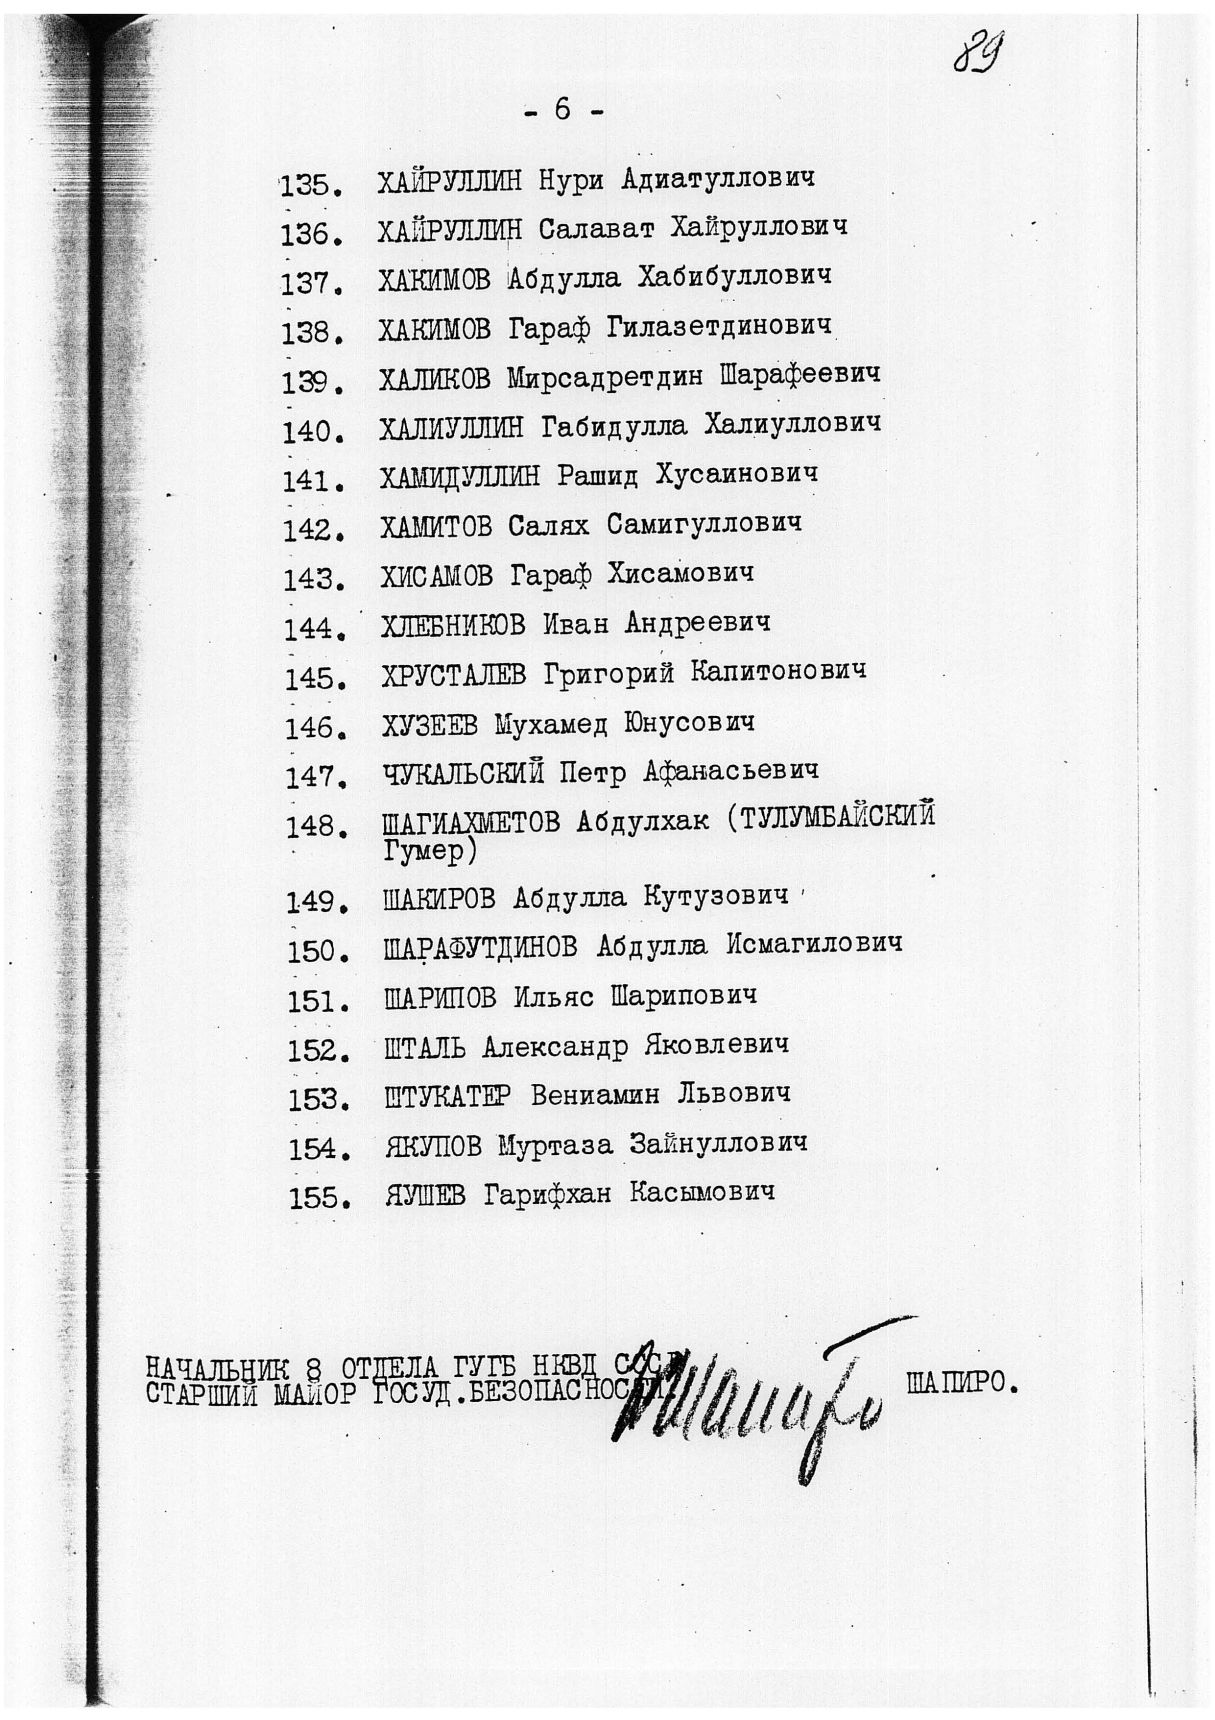 89
- 6 -
135. ХАЙРУЛЛИН Нури Адиатуллович
136. ХАЙРУЛЛИН Салават Хайруллович
137. ХАКИМОВ Абдулла Хабибуллович
138. ХАКИМОВ Гараф Гилазетдинович
139. ХАЛИКОВ Мирсадретдин Шарафеевич
140. ХАЛИУЛЛИН Габидулла Халиуллович
141. ХАМИДУЛЛИН Рашид Хусаинович
142. ХАМИТОВ Салях Самигуллович
143. ХИСАМОВ Гараф Хисамович
144. ХЛЕБНИКОВ Иван Андреевич
145. ХРУСТАЛЕВ Григорий Капитонович
146. ХУЗЕЕВ Мухамед Юнусович
147. ЧУКАЛЬСКИЙ Петр Афанасьевич
148. ШАГИАХМЕТОВ Абдулхак (ТУЛУМБАЙСКИЙ
Гумер)
149. ШАКИРОВ Абдулла Кутузович
150. ШАРАФУТДИНОВ Абдулла Исмагилович
151. ШАРИПОВ Ильяс Шарипович
152. ШТАЛЬ Александр Яковлевич
153. ШТУКАТЕР Вениамин Львович
154. ЯКУПОВ Муртаза Зайнуллович
155. ЯУШЕВ Гарифхан Касымович
НАЧАЛЬНИК 8 ОТДЕЛА ГУГБ НКВД СССР
СТАРШИЙ МАЙОР ГОСУД.БЕЗОПАСНОСТИ Шапиро ШАПИРО.